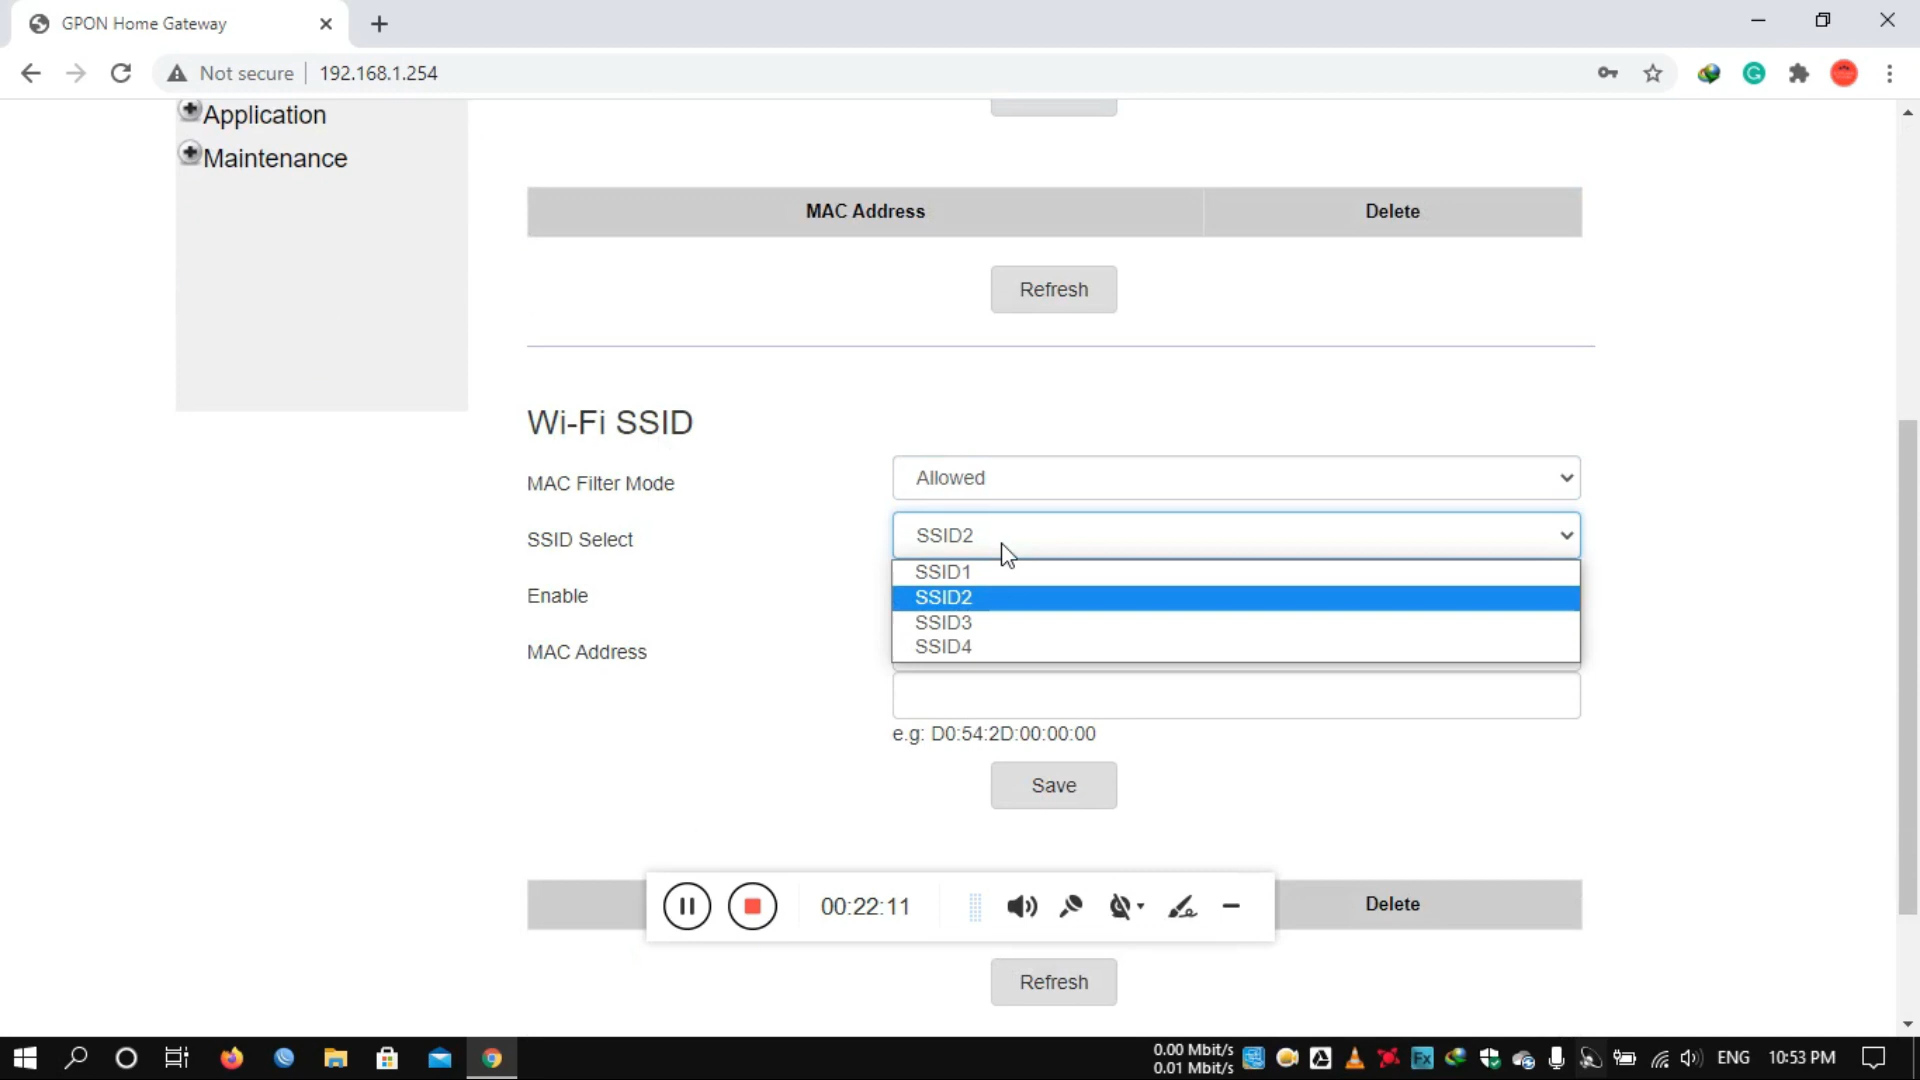 GPON Home Gateway
Not secure
192.168.1.254
Application
Maintenance
MAC Address
Delete
Refresh
Wi-Fi SSID
MAC Filter Mode
Allowed
SSID Select
SSID2
SSID1
SSID2
SSID3
SSID4
Enable
MAC Address
e.g: D0:54:2D:00:00:00
Save
Delete
00:22:11
Refresh
0.00 Mbit/s
0.01 Mbit/s
Fx
ENG
10:53 PM